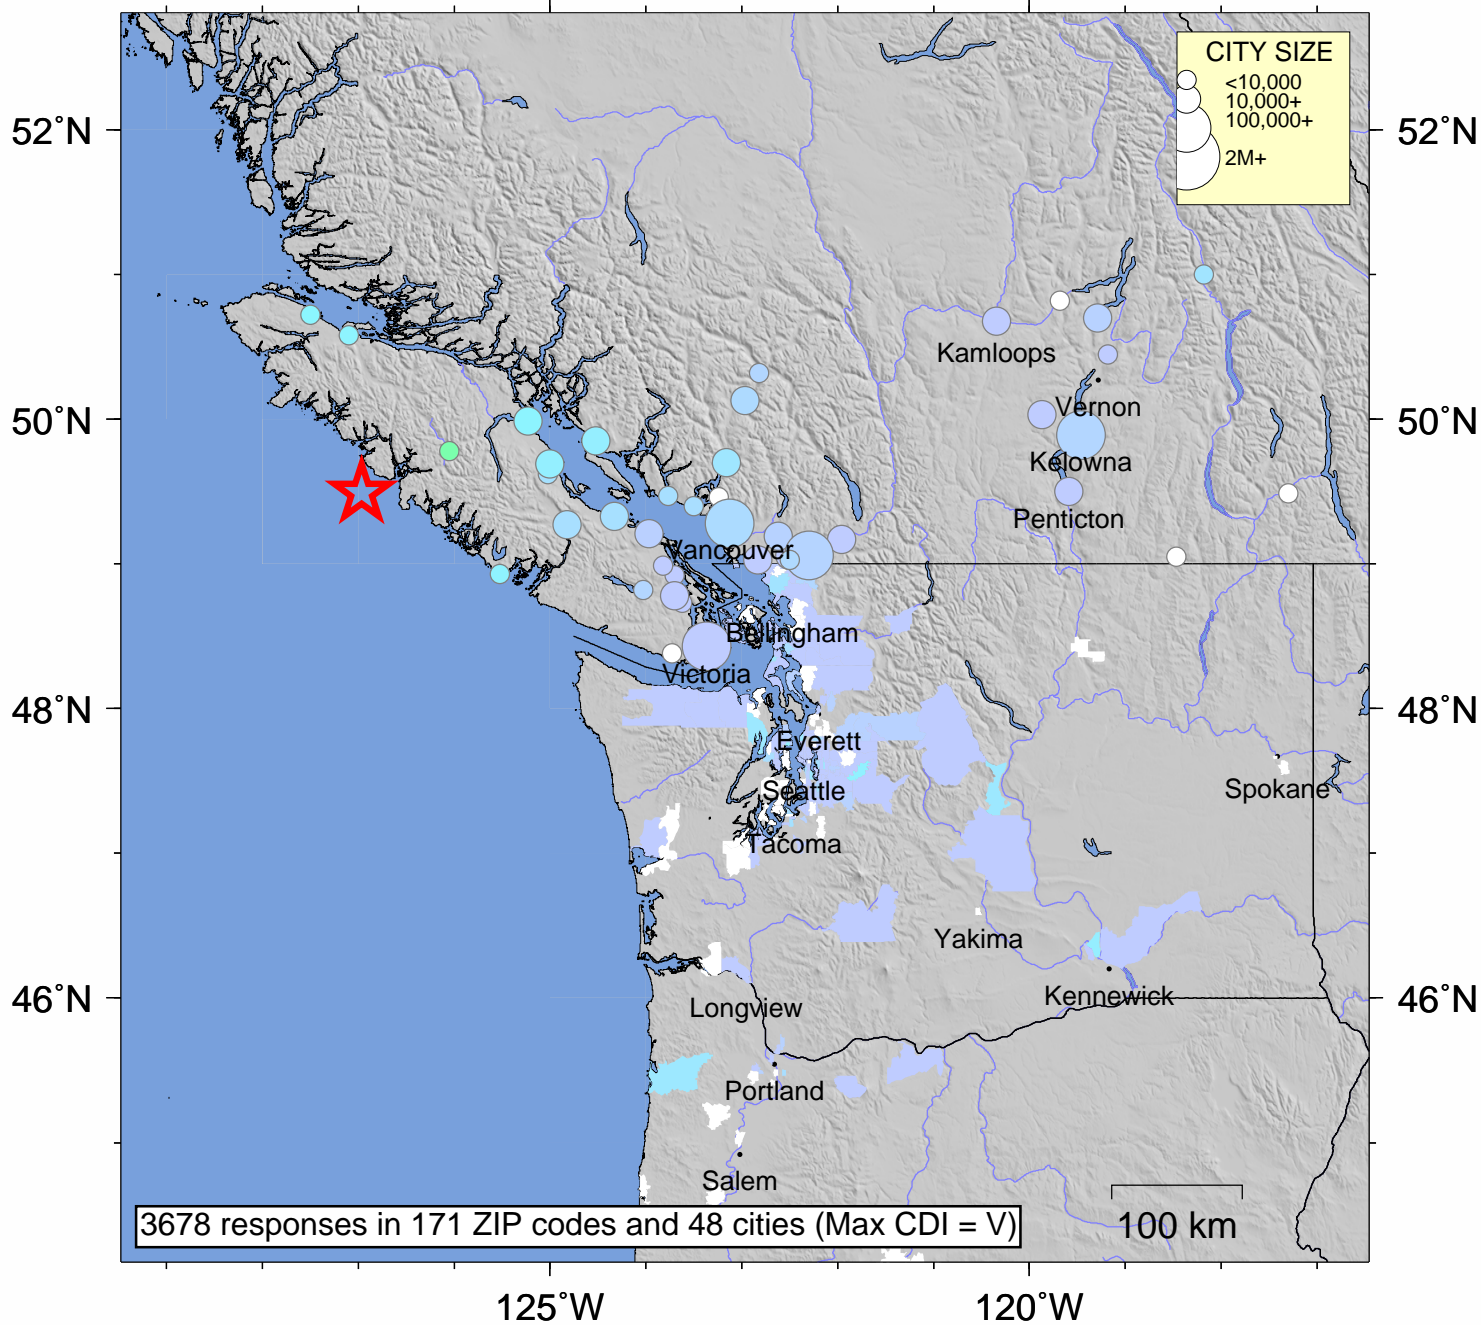 CITY SIZE
<10,000
10,000+
100,000+
2M+
52°N
52°N
50°N
50°N
48°N
48°N
46°N
46°N
Kamloops
Vernon
Kelowna
Penticton
Vancouver
Bellingham
Victoria
Everett
Seattle
Spokane
Tacoma
Yakima
Kennewick
Longview
Portland
Salem
3678 responses in 171 ZIP codes and 48 cities (Max CDI = V)
100 km
125°W
120°W